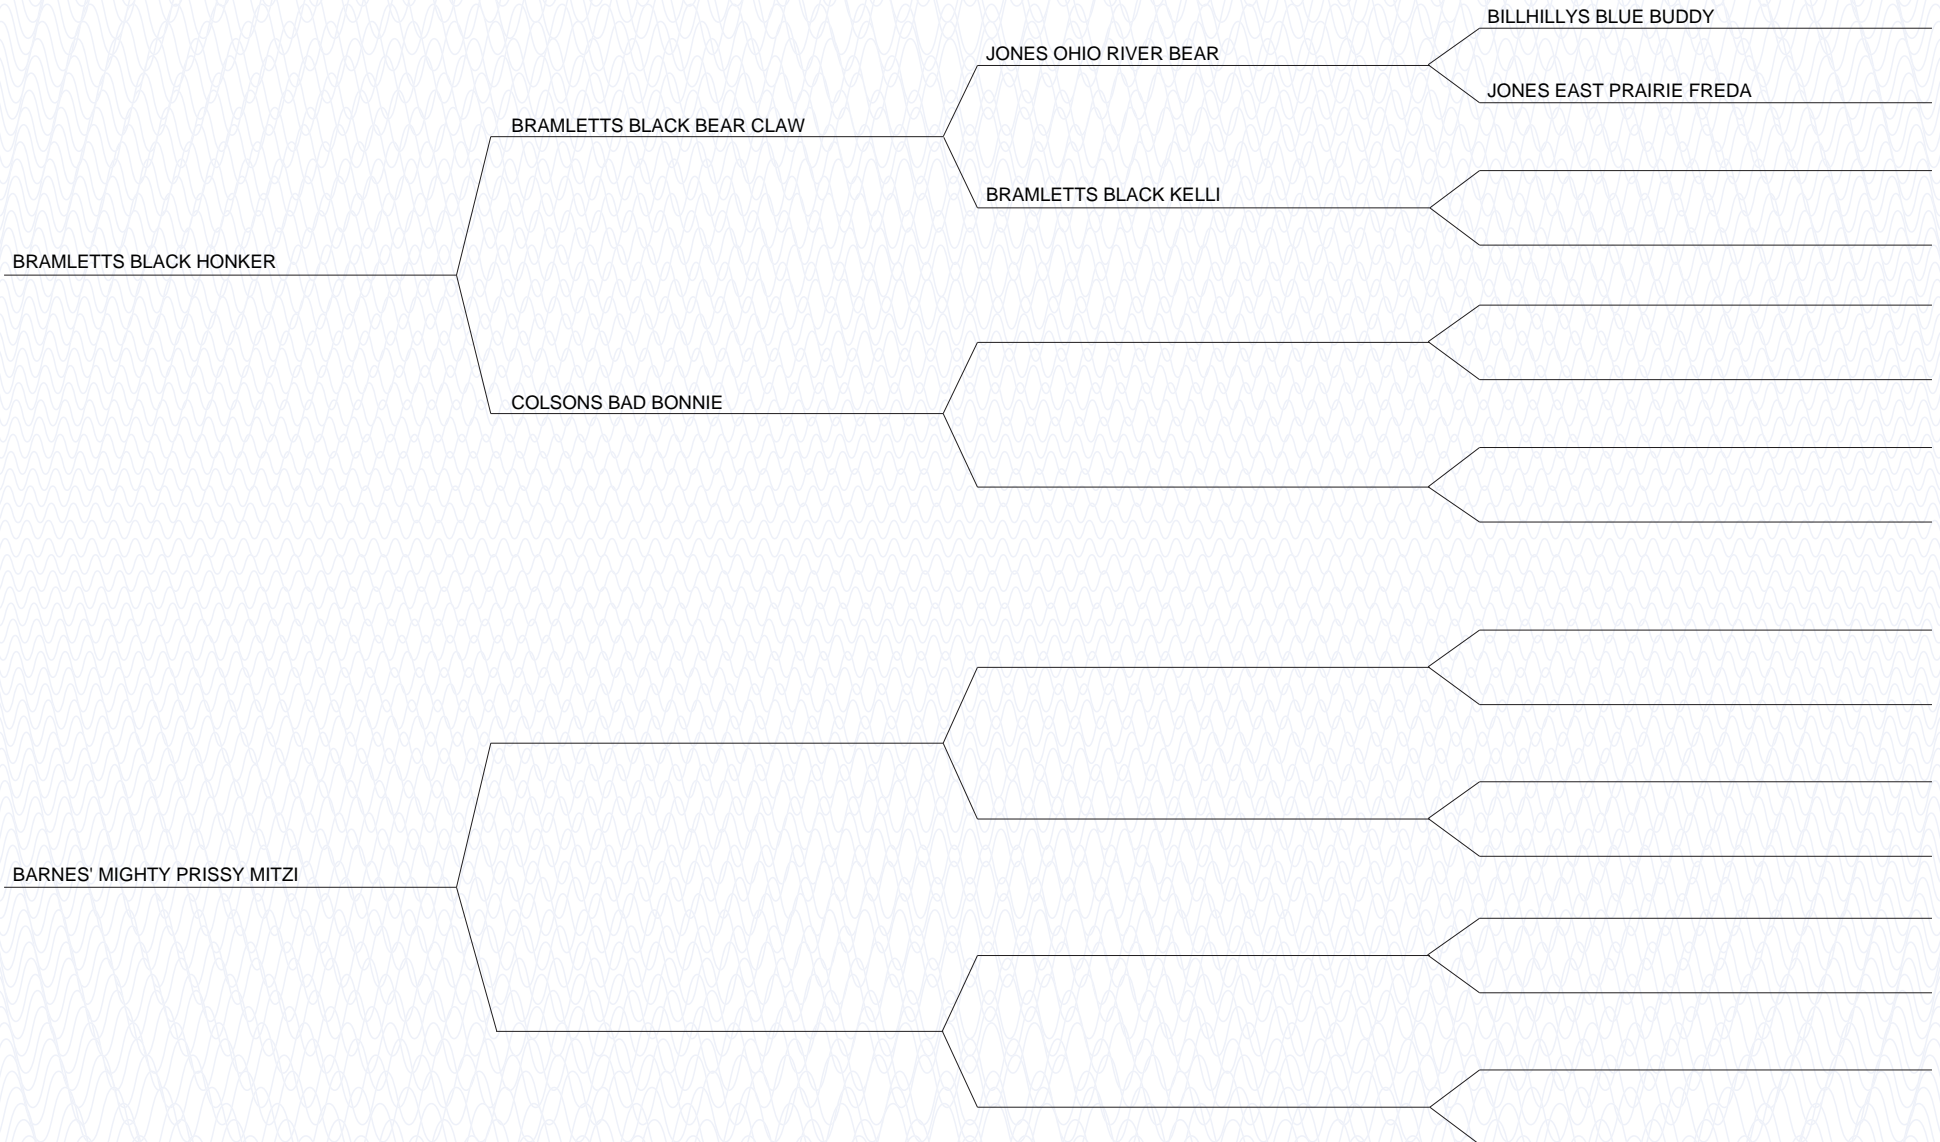 BILLHILLYS BLUE BUDDY
JONES OHIO RIVER BEAR
JONES EAST PRAIRIE FREDA
BRAMLETTS BLACK BEAR CLAW
BRAMLETTS BLACK KELLI
BRAMLETTS BLACK HONKER
COLSONS BAD BONNIE
BARNES' MIGHTY PRISSY MITZI